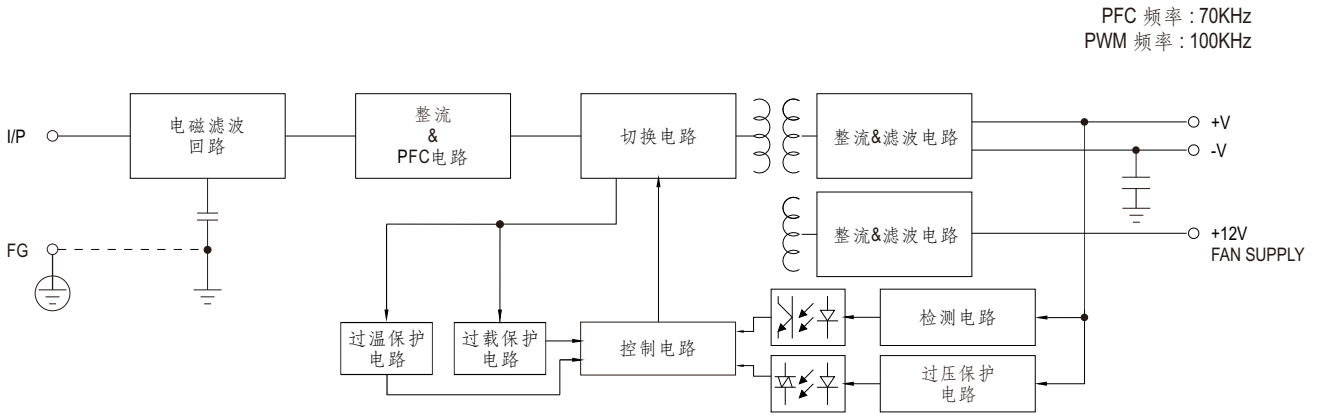 PFC 频率 : 70KHz
PWM 频率 : 100KHz
I/P
电磁滤波
回路
整流
&
PFC电路
切换电路
整流&滤波电路
+V
-V
FG
整流&滤波电路
+12V
FAN SUPPLY
过温保护
电路
过载保护
电路
控制电路
检测电路
过压保护
电路